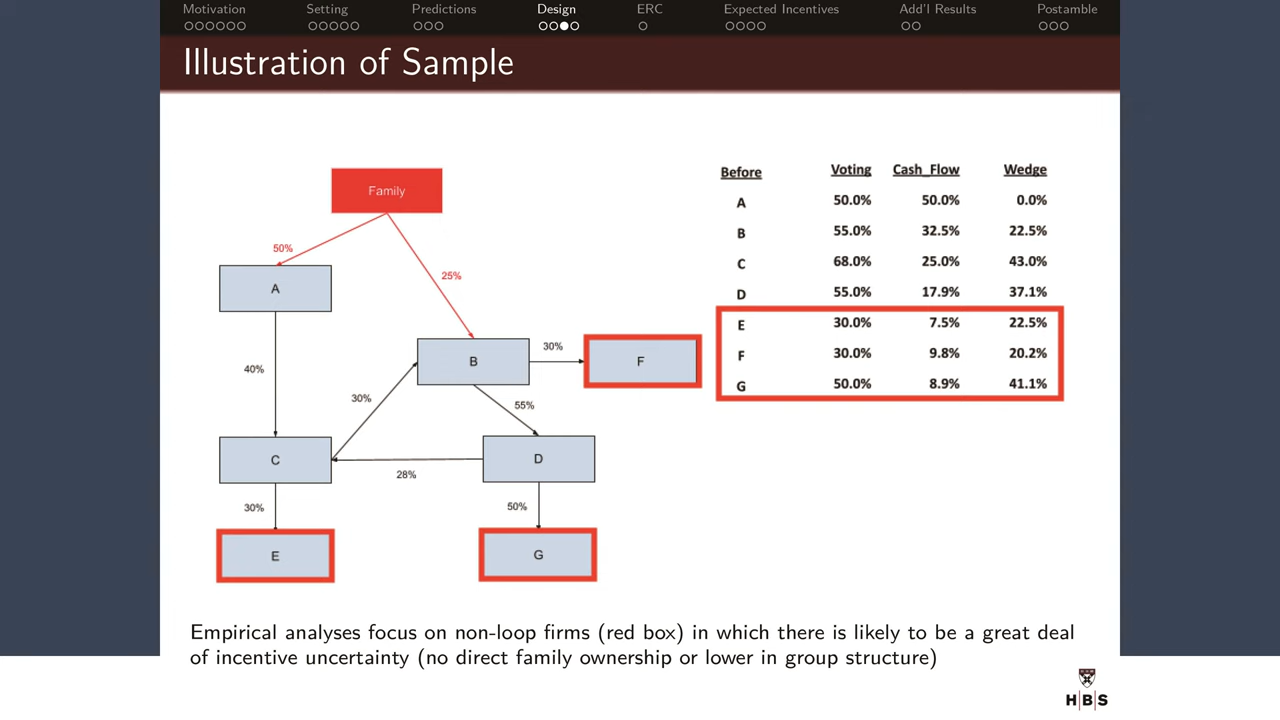 Motivation Setting Predictions Design ERC Expected Incentives Add'l Results Postamble
Illustration of Sample
Family
50%
25%
A
B
30%
F
40%
30%
55%
C
D
28%
30%
50%
E
G
Before Voting Cash_Flow Wedge
A 50.0% 50.0% 0.0%
B 55.0% 32.5% 22.5%
C 68.0% 25.0% 43.0%
D 55.0% 17.9% 37.1%
E 30.0% 7.5% 22.5%
F 30.0% 9.8% 20.2%
G 50.0% 8.9% 41.1%
Empirical analyses focus on non-loop firms (red box) in which there is likely to be a great deal
of incentive uncertainty (no direct family ownership or lower in group structure)
H|B|S